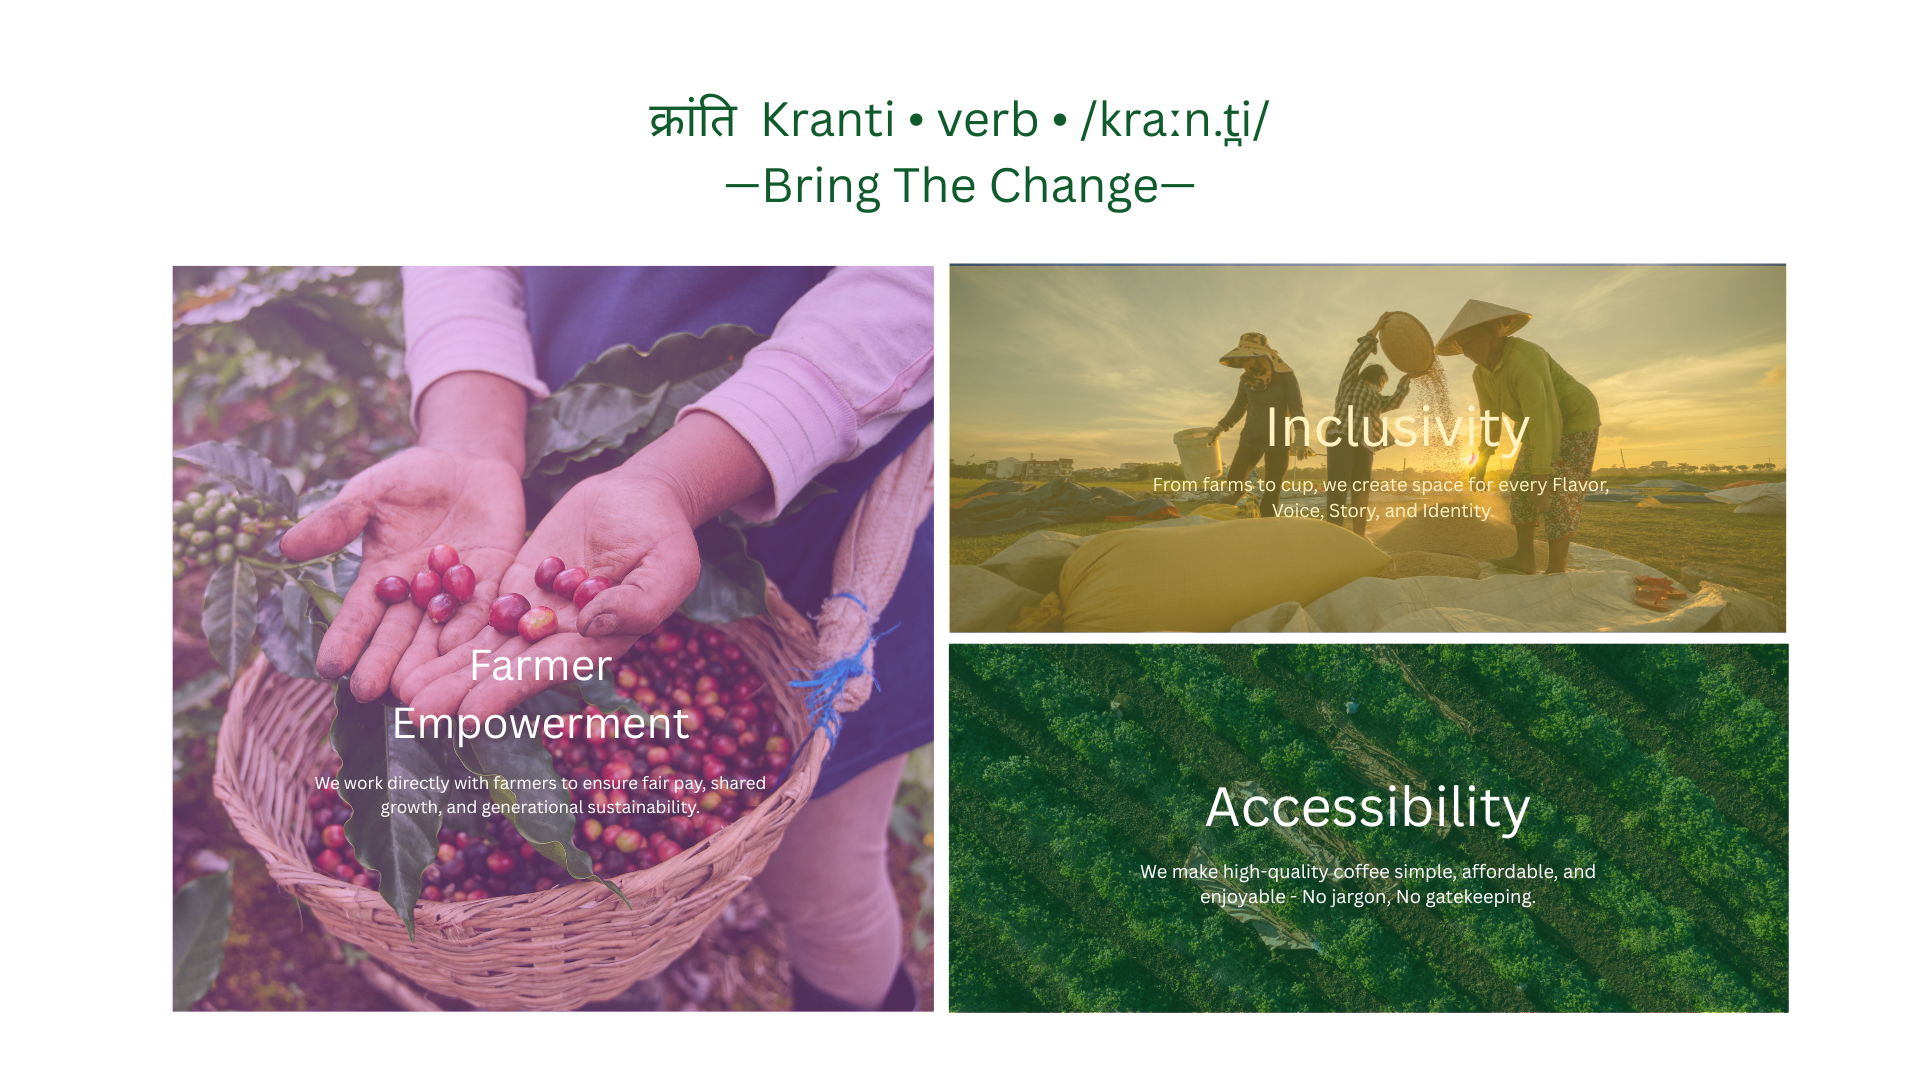 क्रांति Kranti • verb • /kraːn.t̪i/
—Bring The Change—
Farmer
Empowerment
We work directly with farmers to ensure fair pay, shared
growth, and generational sustainability.
Inclusivity
From farms to cup, we create space for every Flavor,
Voice, Story, and Identity.
Accessibility
We make high-quality coffee simple, affordable, and
enjoyable - No jargon, No gatekeeping.